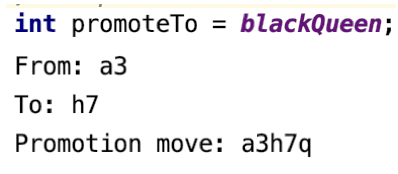 int promoteTo = blackQueen;
From: a3
To: h7
Promotion move: a3h7q